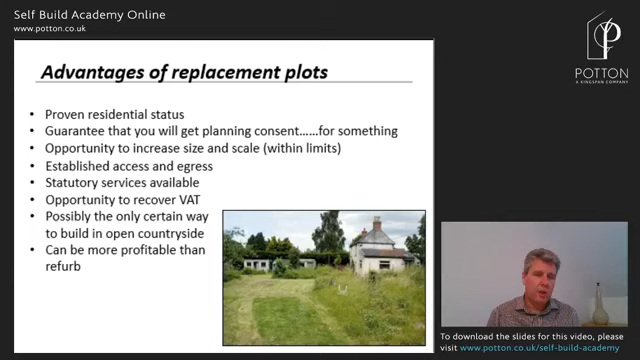 Self Build Academy Online
www.potton.co.uk
POTTON
A KINGSPAN COMPANY
Advantages of replacement plots
• Proven residential status
• Guarantee that you will get planning consent……for something
• Opportunity to increase size and scale (within limits)
• Established access and egress
• Statutory services available
• Opportunity to recover VAT
• Possibly the only certain way
to build in open countryside
• Can be more profitable than
refurb
To download the slides for this video, please
visit www.potton.co.uk/self-build-academy